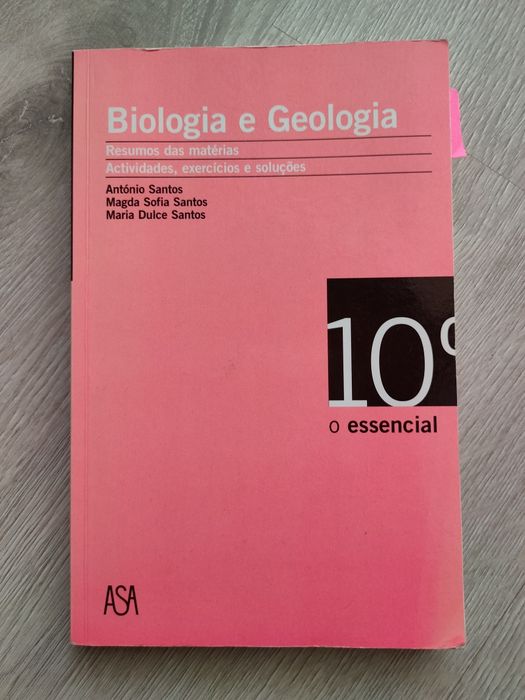 Biologia e Geologia
Resumos das matérias
Actividades, exercícios e soluções
António Santos
Magda Sofia Santos
Maria Dulce Santos
10º
o essencial
ASA